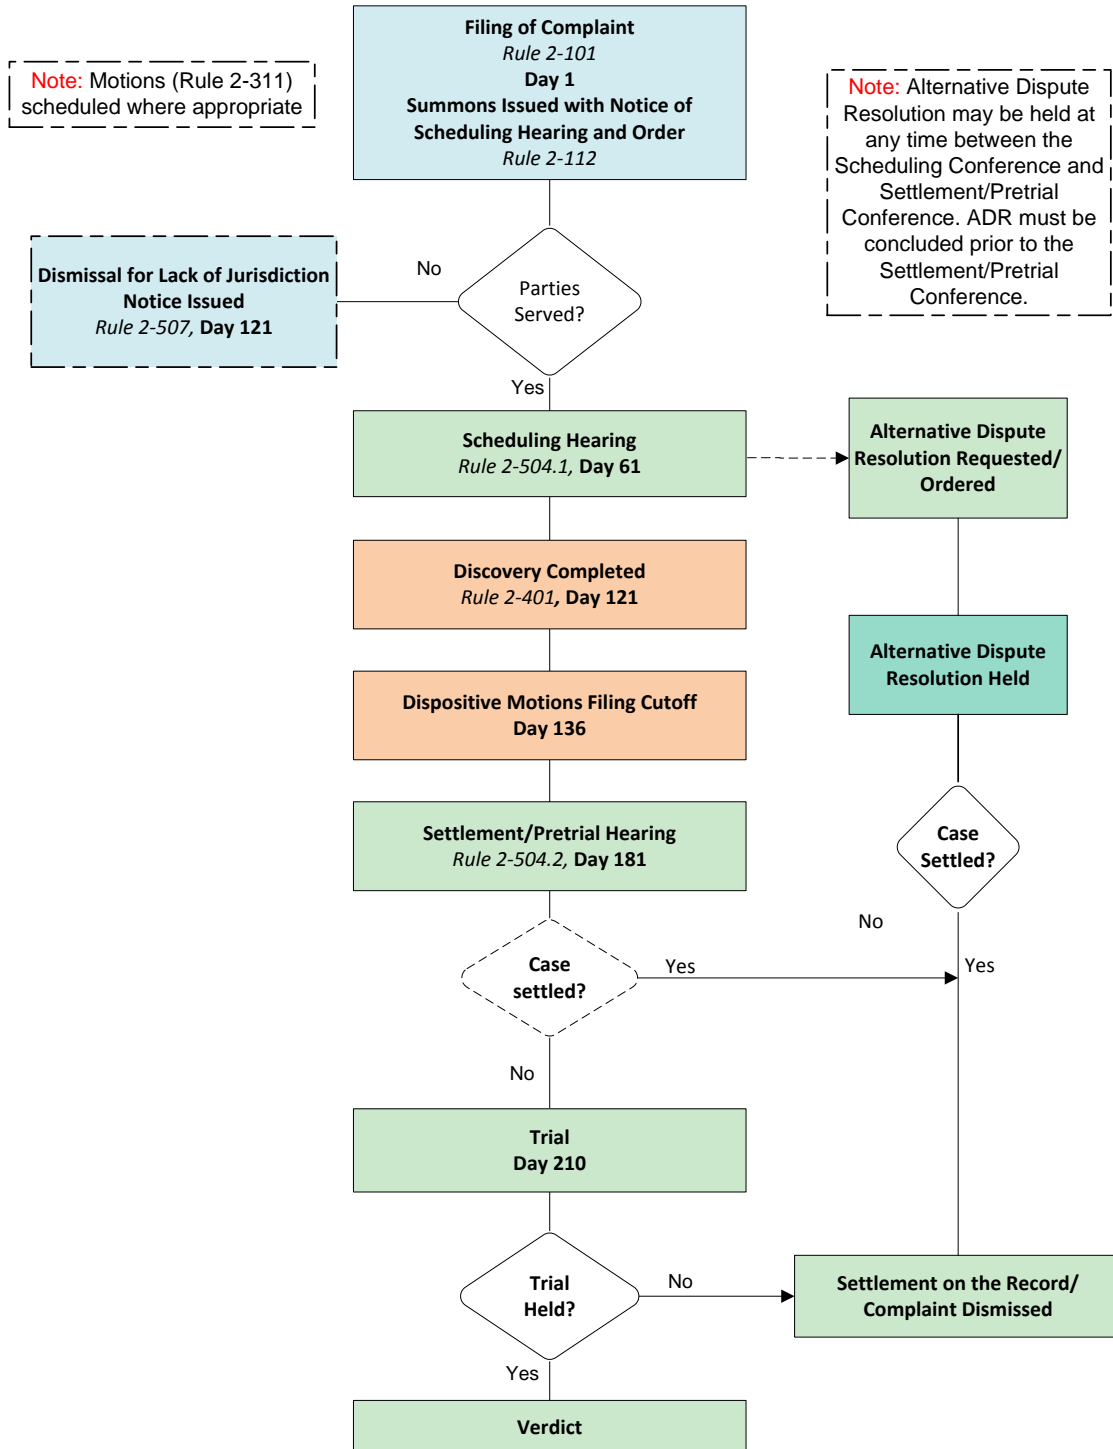 Filing of Complaint
Rule 2-101
Day 1
Summons Issued with Notice of
Scheduling Hearing and Order
Rule 2-112
Note: Motions (Rule 2-311)
scheduled where appropriate
Note: Alternative Dispute
Resolution may be held at
any time between the
Scheduling Conference and
Settlement/Pretrial
Conference. ADR must be
concluded prior to the
Settlement/Pretrial
Conference.
Parties
Served?
No
Dismissal for Lack of Jurisdiction
Notice Issued
Rule 2-507, Day 121
Yes
Scheduling Hearing
Rule 2-504.1, Day 61
Alternative Dispute
Resolution Requested/
Ordered
Discovery Completed
Rule 2-401, Day 121
Alternative Dispute
Resolution Held
Dispositive Motions Filing Cutoff
Day 136
Settlement/Pretrial Hearing
Rule 2-504.2, Day 181
Case
Settled?
No
Yes
Case
settled?
Yes
No
Trial
Day 210
Trial
Held?
No
Settlement on the Record/
Complaint Dismissed
Yes
Verdict